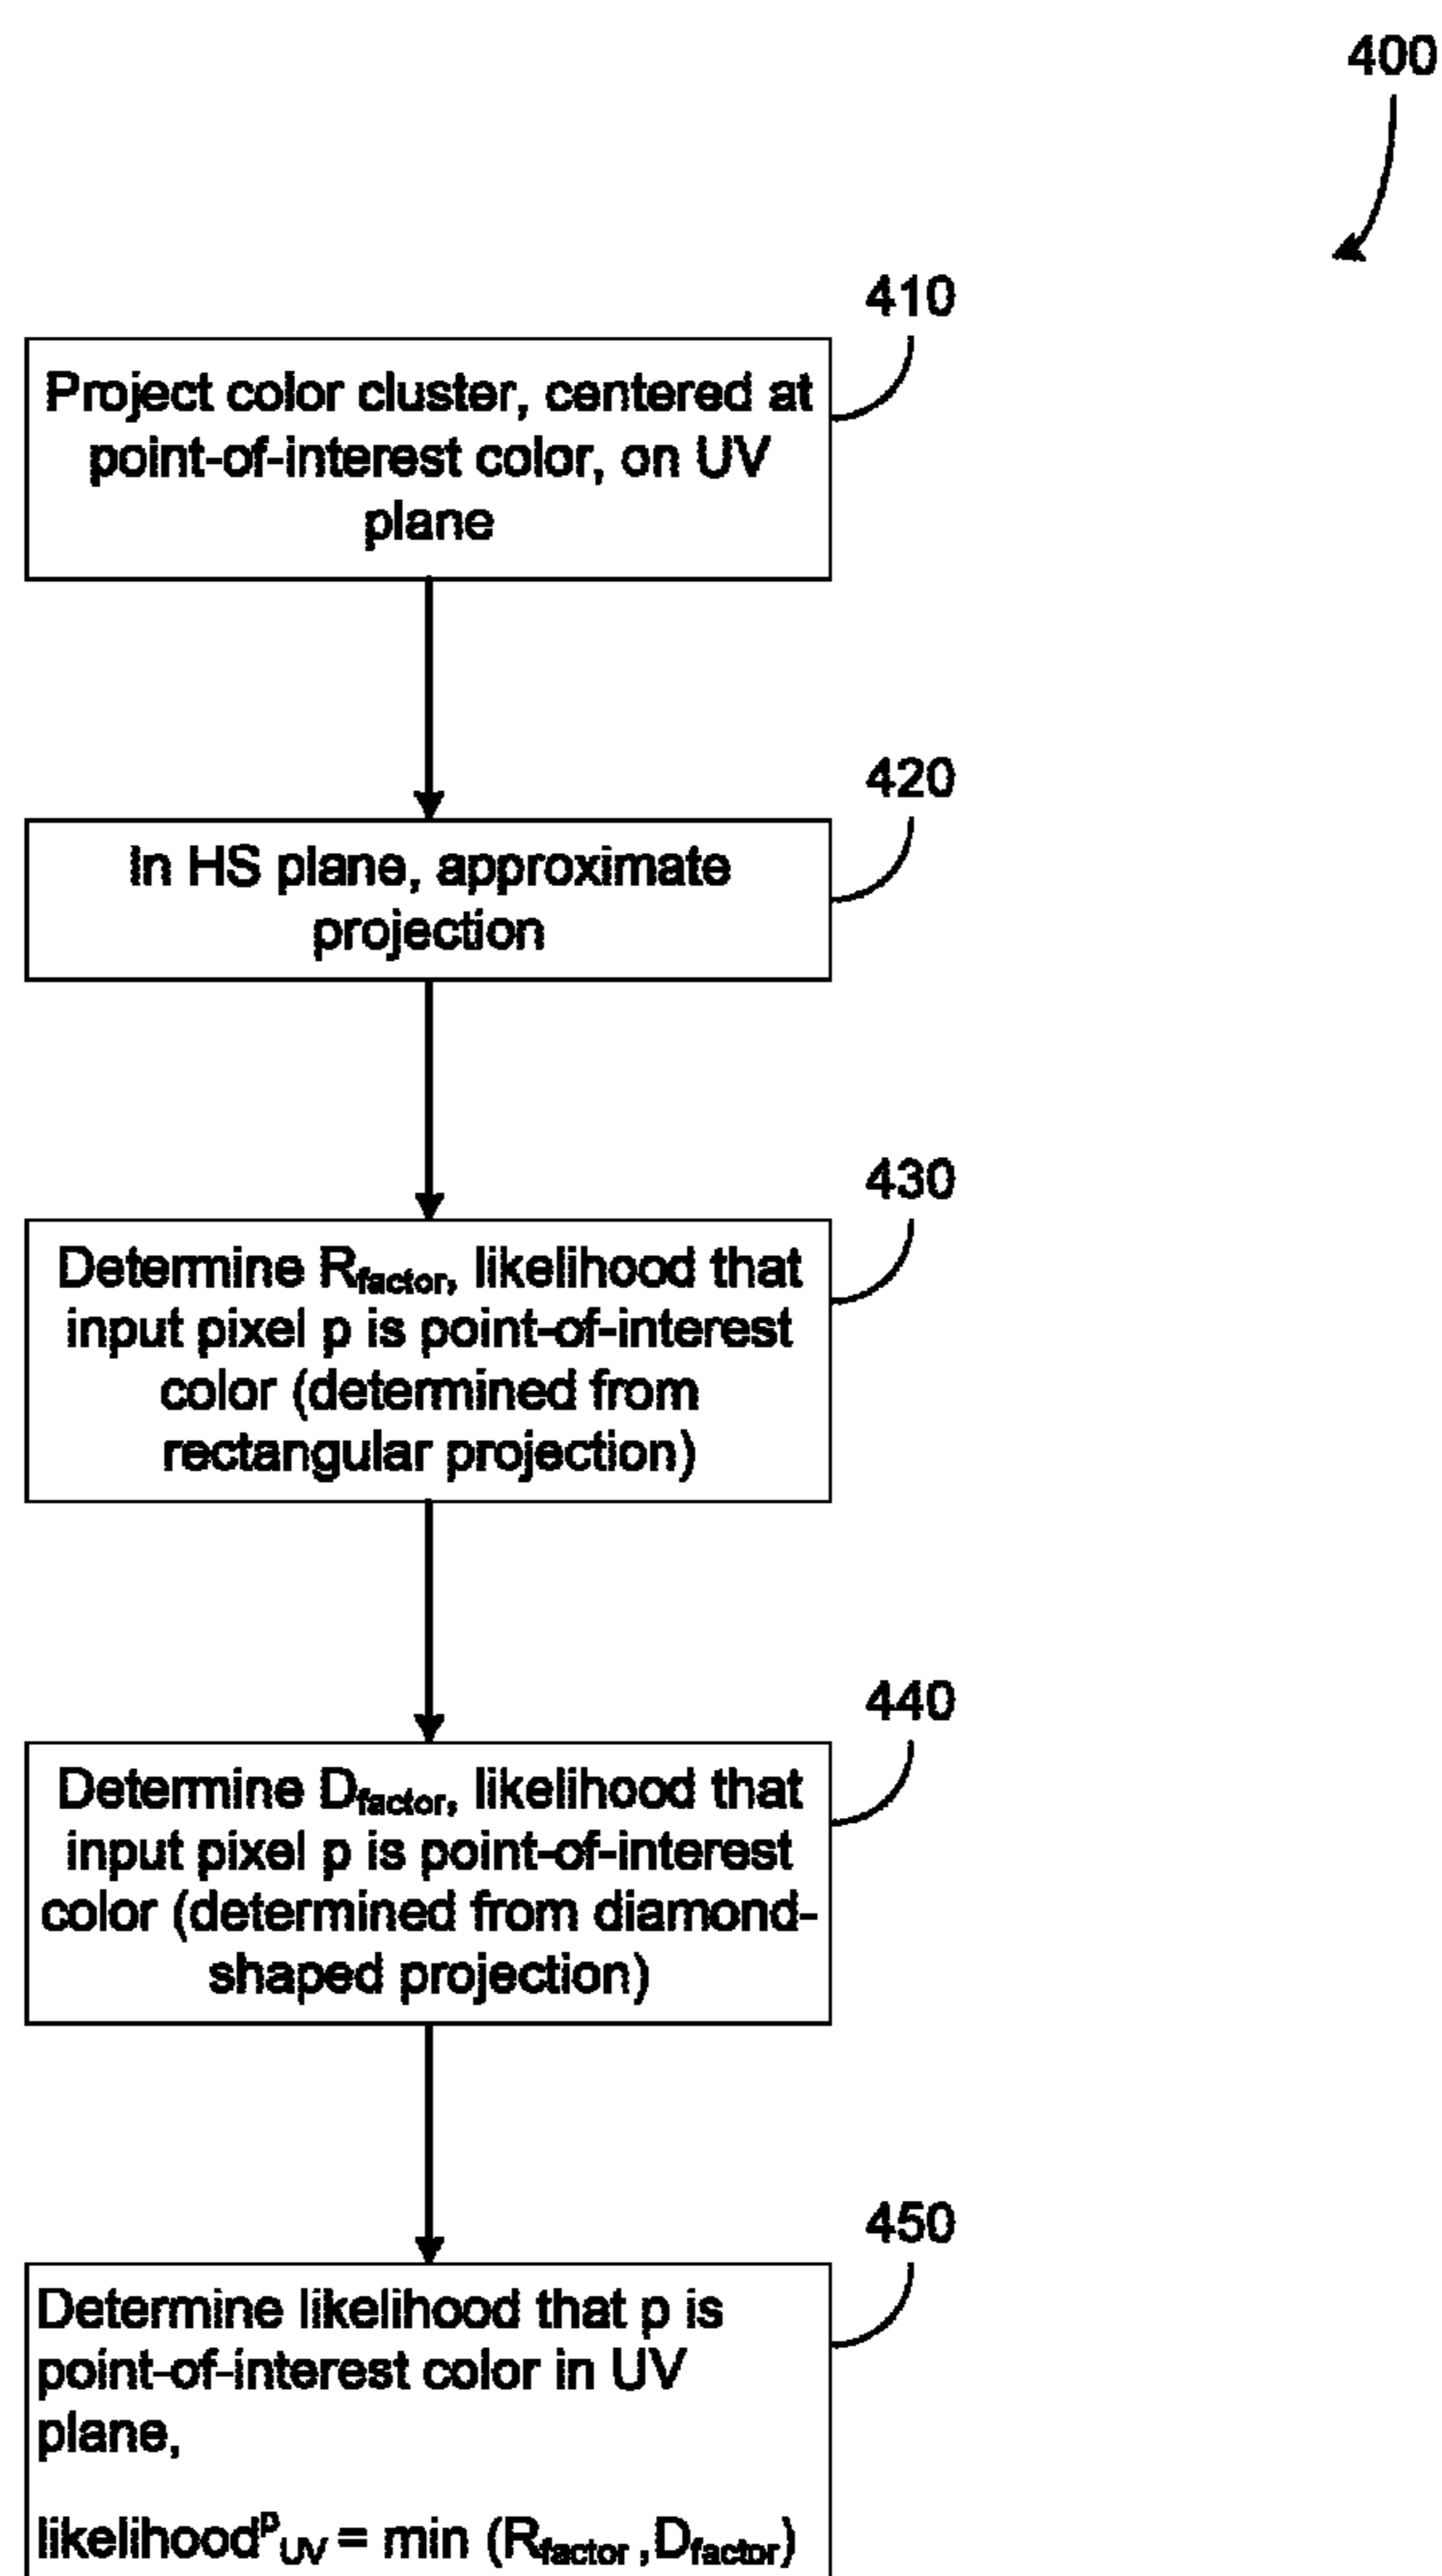 400
410
Project color cluster, centered at
point-of-interest color, on UV
plane
420
In HS plane, approximate
projection
430
Determine Rfactor, likelihood that
input pixel p is point-of-interest
color (determined from
rectangular projection)
440
Determine Dfactor, likelihood that
input pixel p is point-of-interest
color (determined from diamond-
shaped projection)
450
Determine likelihood that p is
point-of-interest color in UV
plane,
likelihoodpUV = min (Rfactor ,Dfactor)